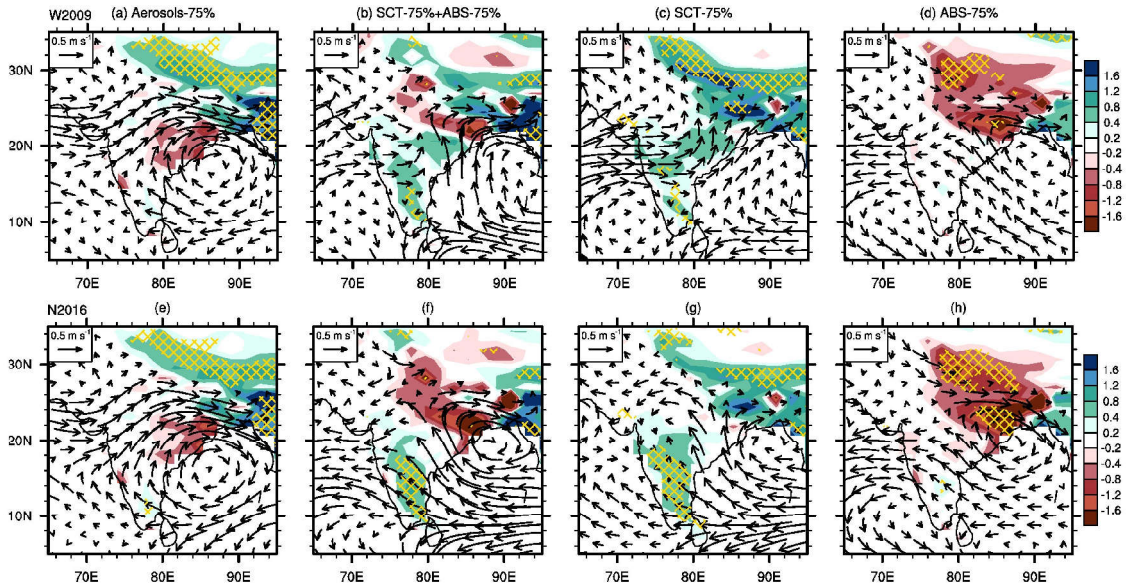 W2009 (a) Aerosols-75% (b) SCT-75%+ABS-75% (c) SCT-75% (d) ABS-75%
0.5 m s⁻¹ 0.5 m s⁻¹ 0.5 m s⁻¹ 0.5 m s⁻¹
30N
20N
10N
70E 80E 90E 70E 80E 90E 70E 80E 90E 70E 80E 90E
1.6
1.2
0.8
0.4
0.2
-0.2
-0.4
-0.8
-1.2
-1.6
N2016 (e) (f) (g) (h)
0.5 m s⁻¹ 0.5 m s⁻¹ 0.5 m s⁻¹ 0.5 m s⁻¹
30N
20N
10N
70E 80E 90E 70E 80E 90E 70E 80E 90E 70E 80E 90E
1.6
1.2
0.8
0.4
0.2
-0.2
-0.4
-0.8
-1.2
-1.6